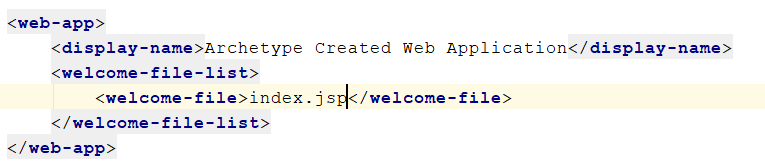 <web-app>
    <display-name>Archetype Created Web Application</display-name>
    <welcome-file-list>
        <welcome-file>index.jsp</welcome-file>
    </welcome-file-list>
</web-app>